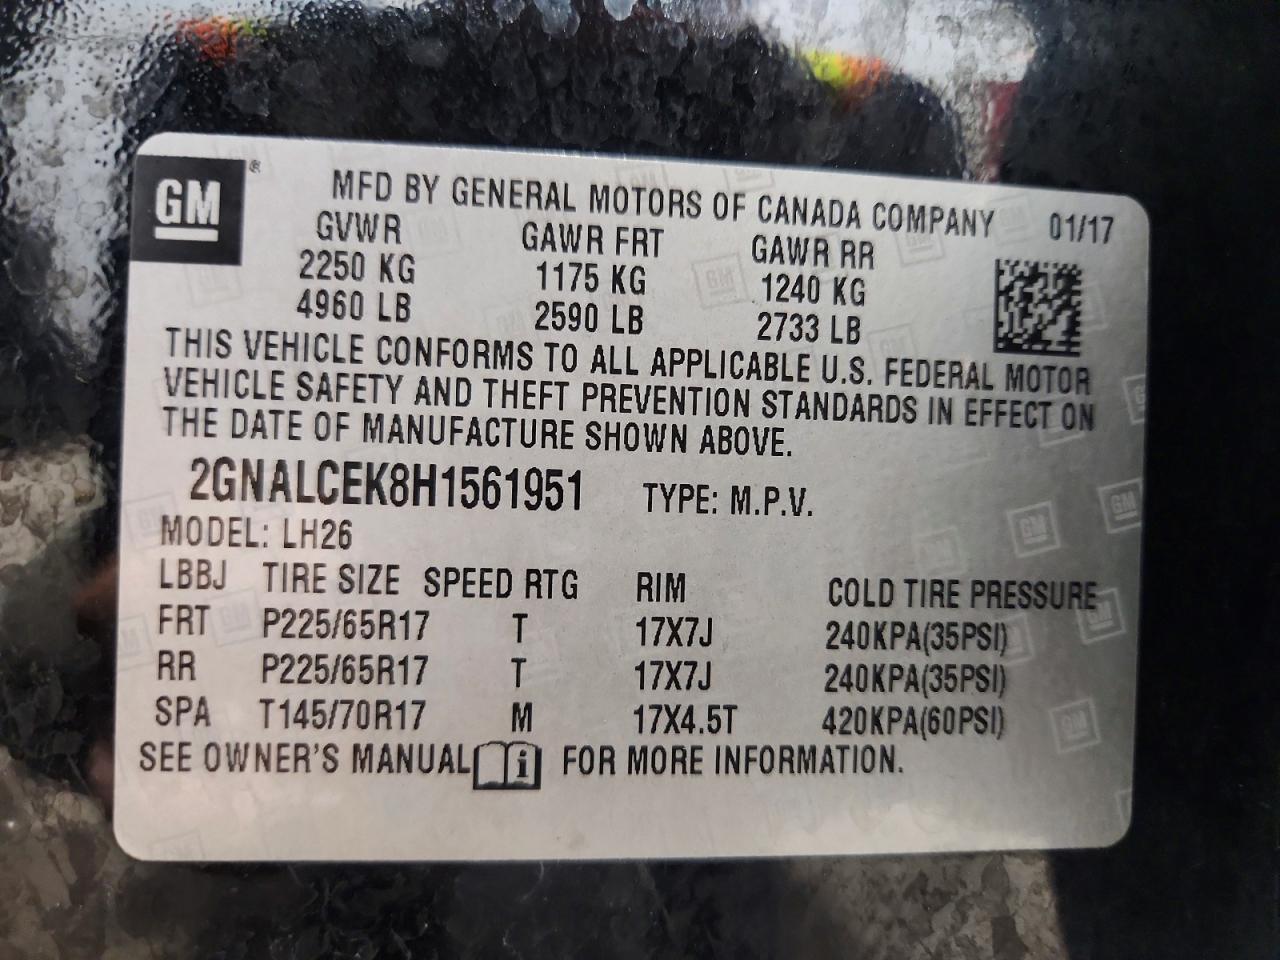 GM ®
MFD BY GENERAL MOTORS OF CANADA COMPANY 01/17
GVWR GAWR FRT GAWR RR
2250 KG 1175 KG 1240 KG
4960 LB 2590 LB 2733 LB
THIS VEHICLE CONFORMS TO ALL APPLICABLE U.S. FEDERAL MOTOR
VEHICLE SAFETY AND THEFT PREVENTION STANDARDS IN EFFECT ON
THE DATE OF MANUFACTURE SHOWN ABOVE.
2GNALCEK8H1561951 TYPE: M.P.V.
MODEL: LH26
LBBJ TIRE SIZE SPEED RTG RIM COLD TIRE PRESSURE
FRT P225/65R17 T 17X7J 240KPA(35PSI)
RR P225/65R17 T 17X7J 240KPA(35PSI)
SPA T145/70R17 M 17X4.5T 420KPA(60PSI)
SEE OWNER'S MANUAL i FOR MORE INFORMATION.